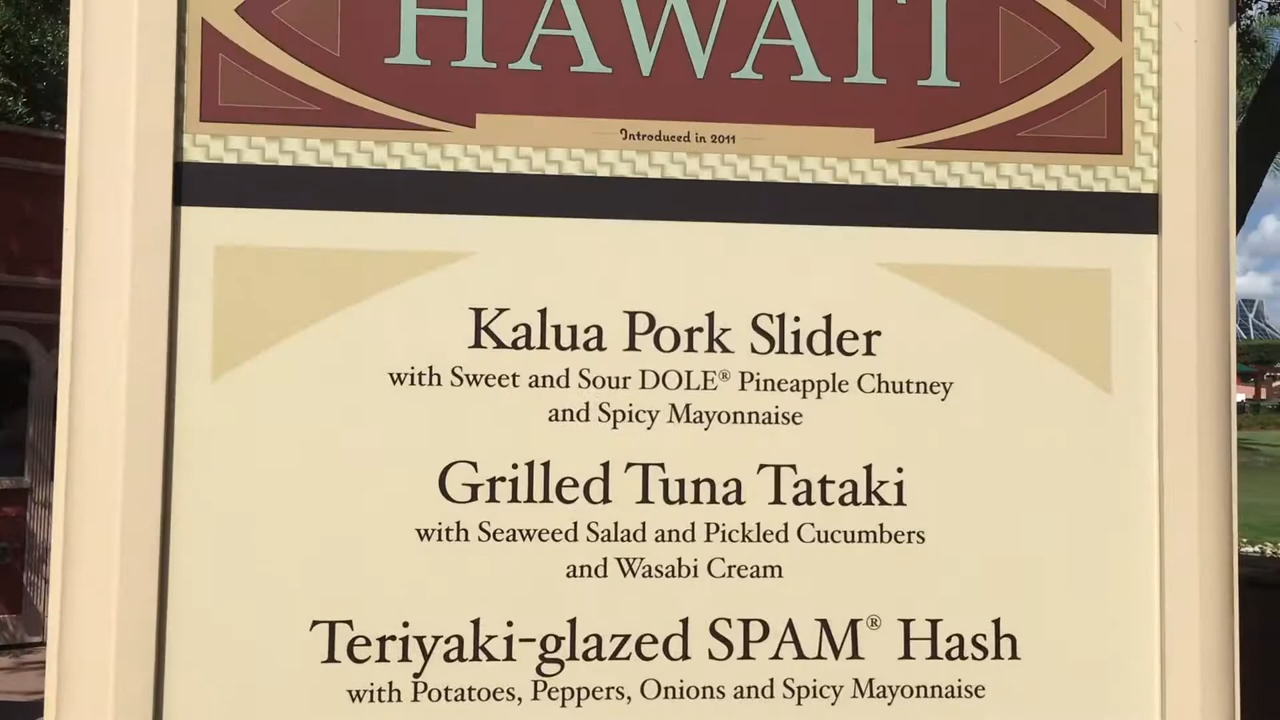 HAWAII
Introduced in 2011
Kalua Pork Slider
with Sweet and Sour DOLE® Pineapple Chutney
and Spicy Mayonnaise
Grilled Tuna Tataki
with Seaweed Salad and Pickled Cucumbers
and Wasabi Cream
Teriyaki-glazed SPAM® Hash
with Potatoes, Peppers, Onions and Spicy Mayonnaise